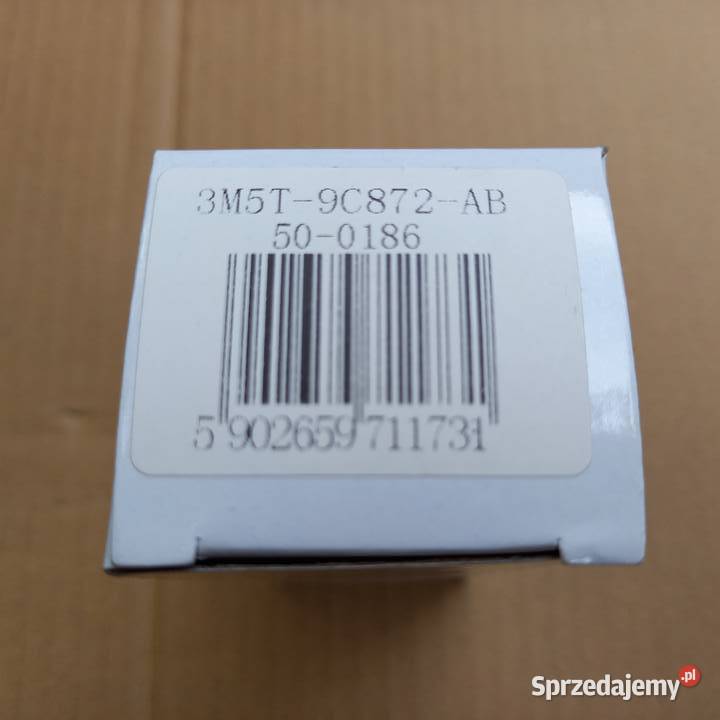 3M5T-9C872-AB
50-0186
5 902659 711731
Sprzedajemy.pl